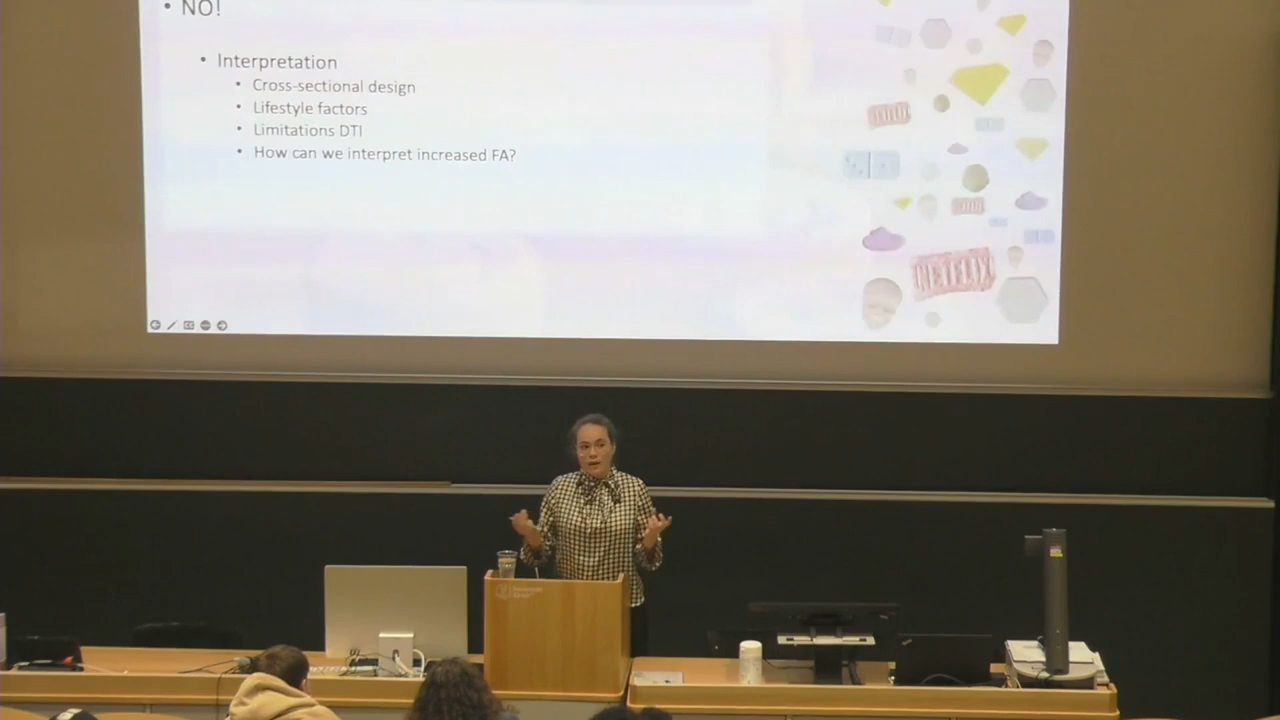 • NO!
• Interpretation
• Cross-sectional design
• Lifestyle factors
• Limitations DTI
• How can we interpret increased FA?
NETFLIX